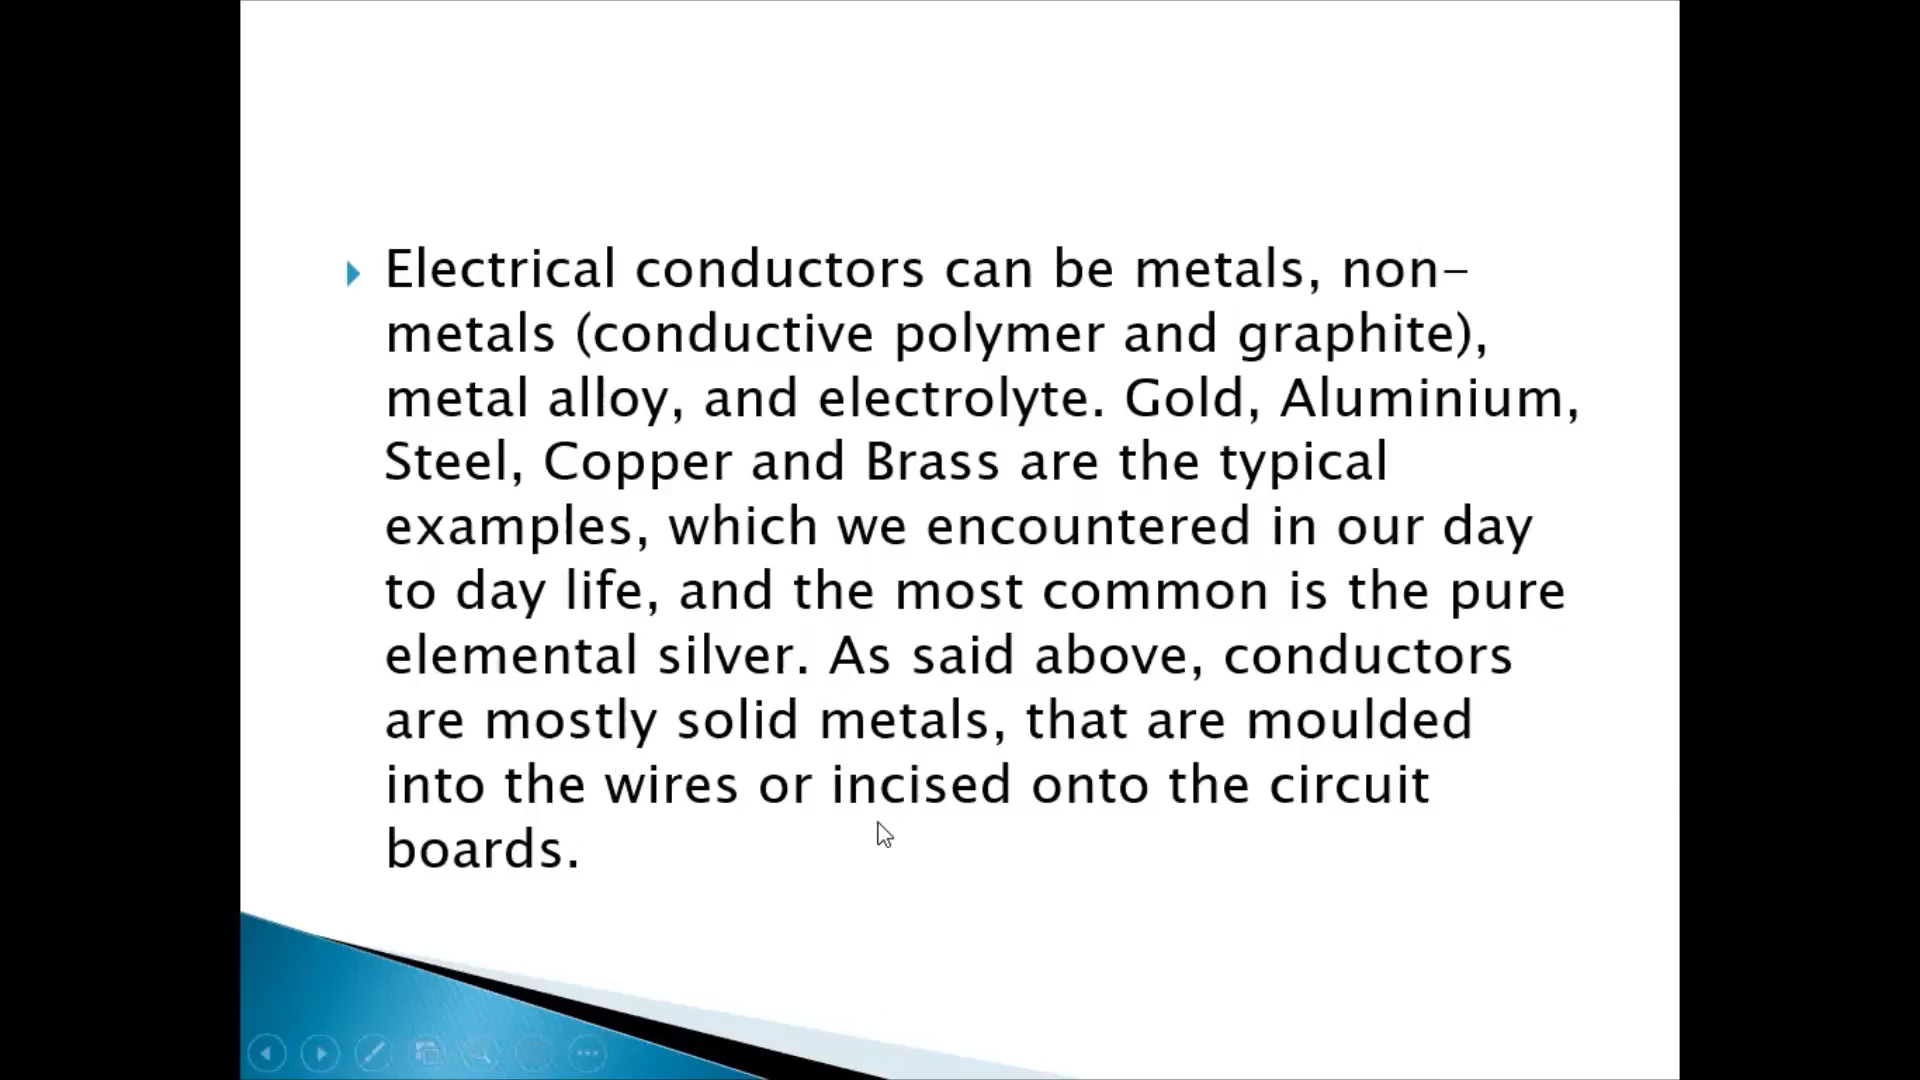 Electrical conductors can be metals, non-
metals (conductive polymer and graphite),
metal alloy, and electrolyte. Gold, Aluminium,
Steel, Copper and Brass are the typical
examples, which we encountered in our day
to day life, and the most common is the pure
elemental silver. As said above, conductors
are mostly solid metals, that are moulded
into the wires or incised onto the circuit
boards.